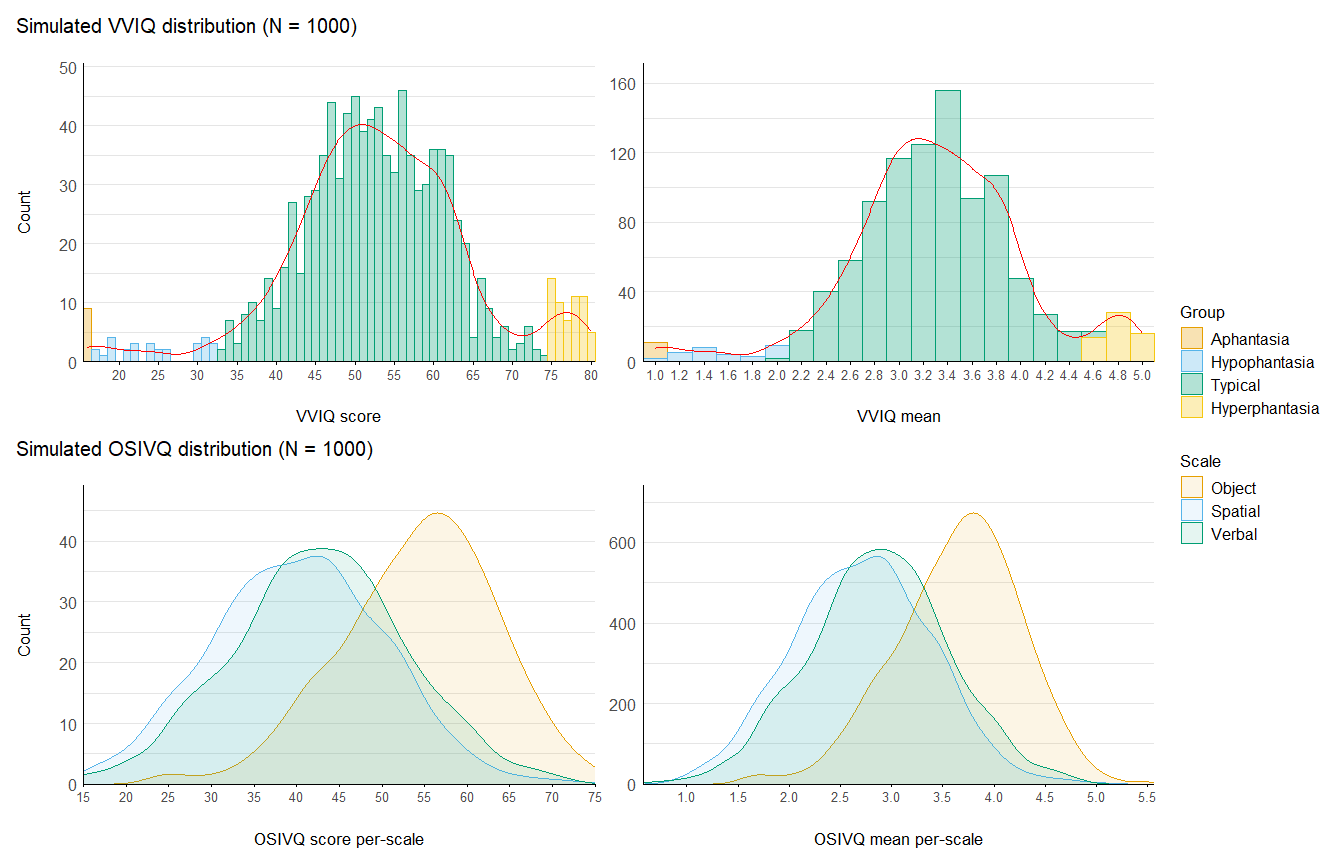 Simulated VVIQ distribution (N = 1000)
50
40
30
20
10
0
Count
20 25 30 35 40 45 50 55 60 65 70 75 80
VVIQ score
160
120
80
40
0
1.0 1.2 1.4 1.6 1.8 2.0 2.2 2.4 2.6 2.8 3.0 3.2 3.4 3.6 3.8 4.0 4.2 4.4 4.6 4.8 5.0
VVIQ mean
Group
Aphantasia
Hypophantasia
Typical
Hyperphantasia
Simulated OSIVQ distribution (N = 1000)
40
30
20
10
0
Count
15 20 25 30 35 40 45 50 55 60 65 70 75
OSIVQ score per-scale
600
400
200
0
1.0 1.5 2.0 2.5 3.0 3.5 4.0 4.5 5.0 5.5
OSIVQ mean per-scale
Scale
Object
Spatial
Verbal